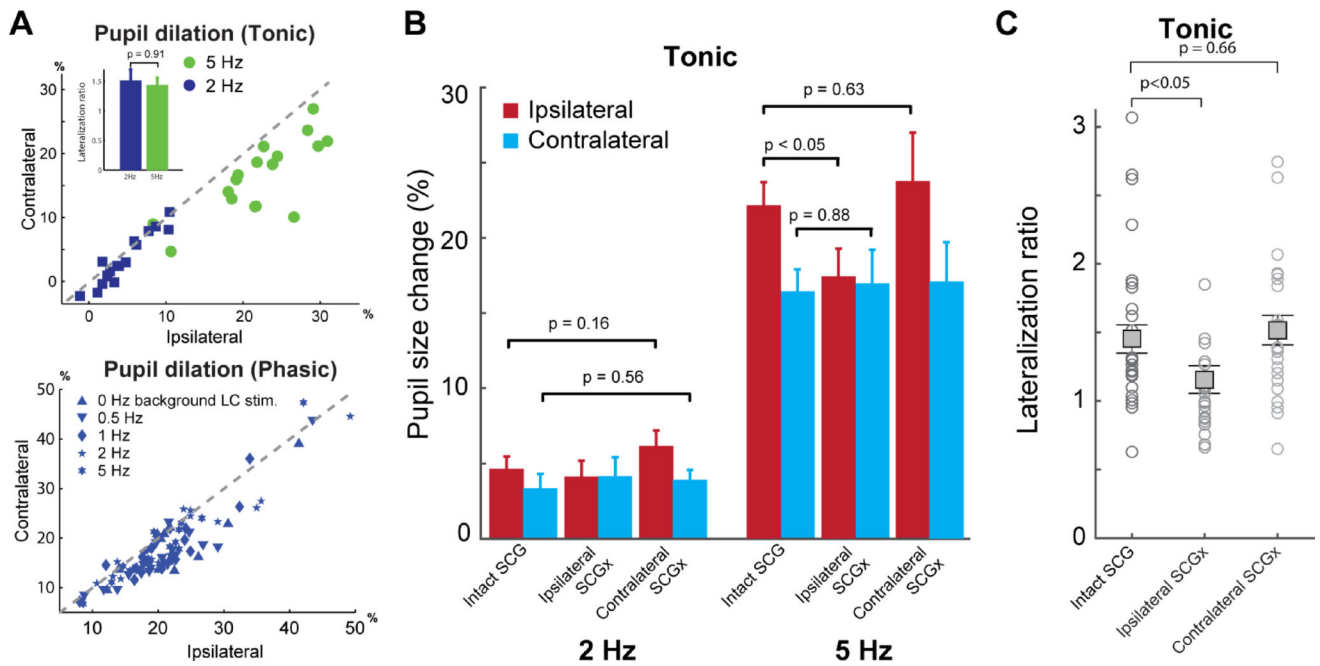 A
Pupil dilation (Tonic)
%
p = 0.91
5 Hz
2 Hz
Lateralization ratio
1.5
1
0.5
0
2Hz
5Hz
Contralateral
30
20
10
0
0
10
20
30
%
Ipsilateral
Pupil dilation (Phasic)
%
50
40
30
20
10
Contralateral
0 Hz background LC stim.
0.5 Hz
1 Hz
2 Hz
5 Hz
10
20
30
40
50
%
Ipsilateral
B
Tonic
Pupil size change (%)
30
20
10
0
Ipsilateral
Contralateral
p = 0.63
p < 0.05
p = 0.88
p = 0.16
p = 0.56
Intact SCG
Ipsilateral
SCGx
Contralateral
SCGx
Intact SCG
Ipsilateral
SCGx
Contralateral
SCGx
2 Hz
5 Hz
C
Tonic
p = 0.66
p<0.05
Lateralization ratio
3
2
1
0
Intact SCG
Ipsilateral SCGx
Contralateral SCGx